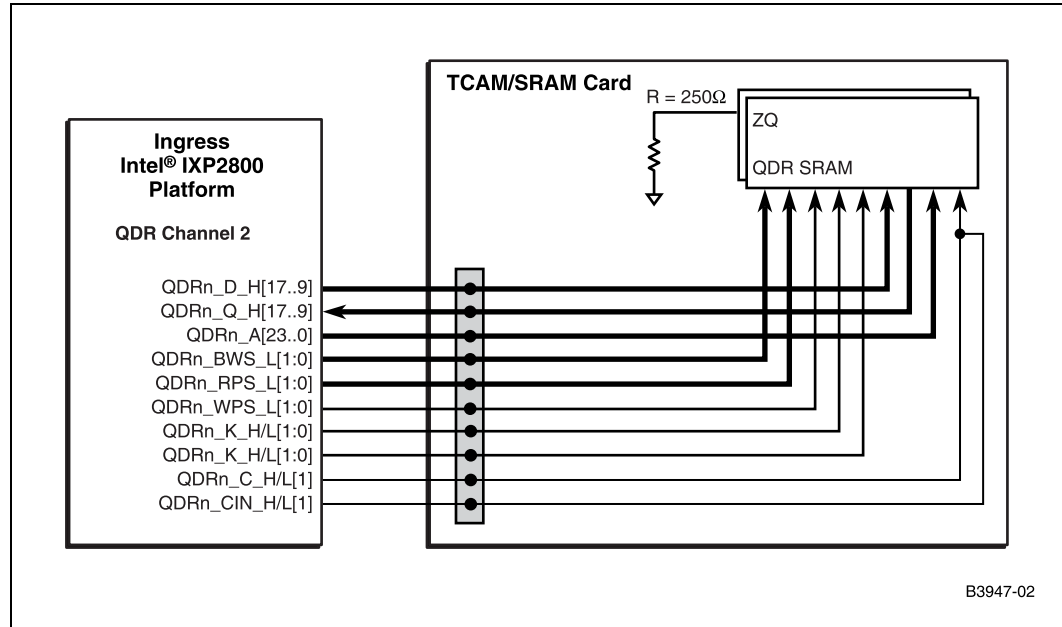 TCAM/SRAM Card
R = 250Ω
ZQ
QDR SRAM
Ingress
Intel® IXP2800
Platform
QDR Channel 2
QDRn_D_H[17..9]
QDRn_Q_H[17..9]
QDRn_A[23..0]
QDRn_BWS_L[1:0]
QDRn_RPS_L[1:0]
QDRn_WPS_L[1:0]
QDRn_K_H/L[1:0]
QDRn_K_H/L[1:0]
QDRn_C_H/L[1]
QDRn_CIN_H/L[1]
B3947-02